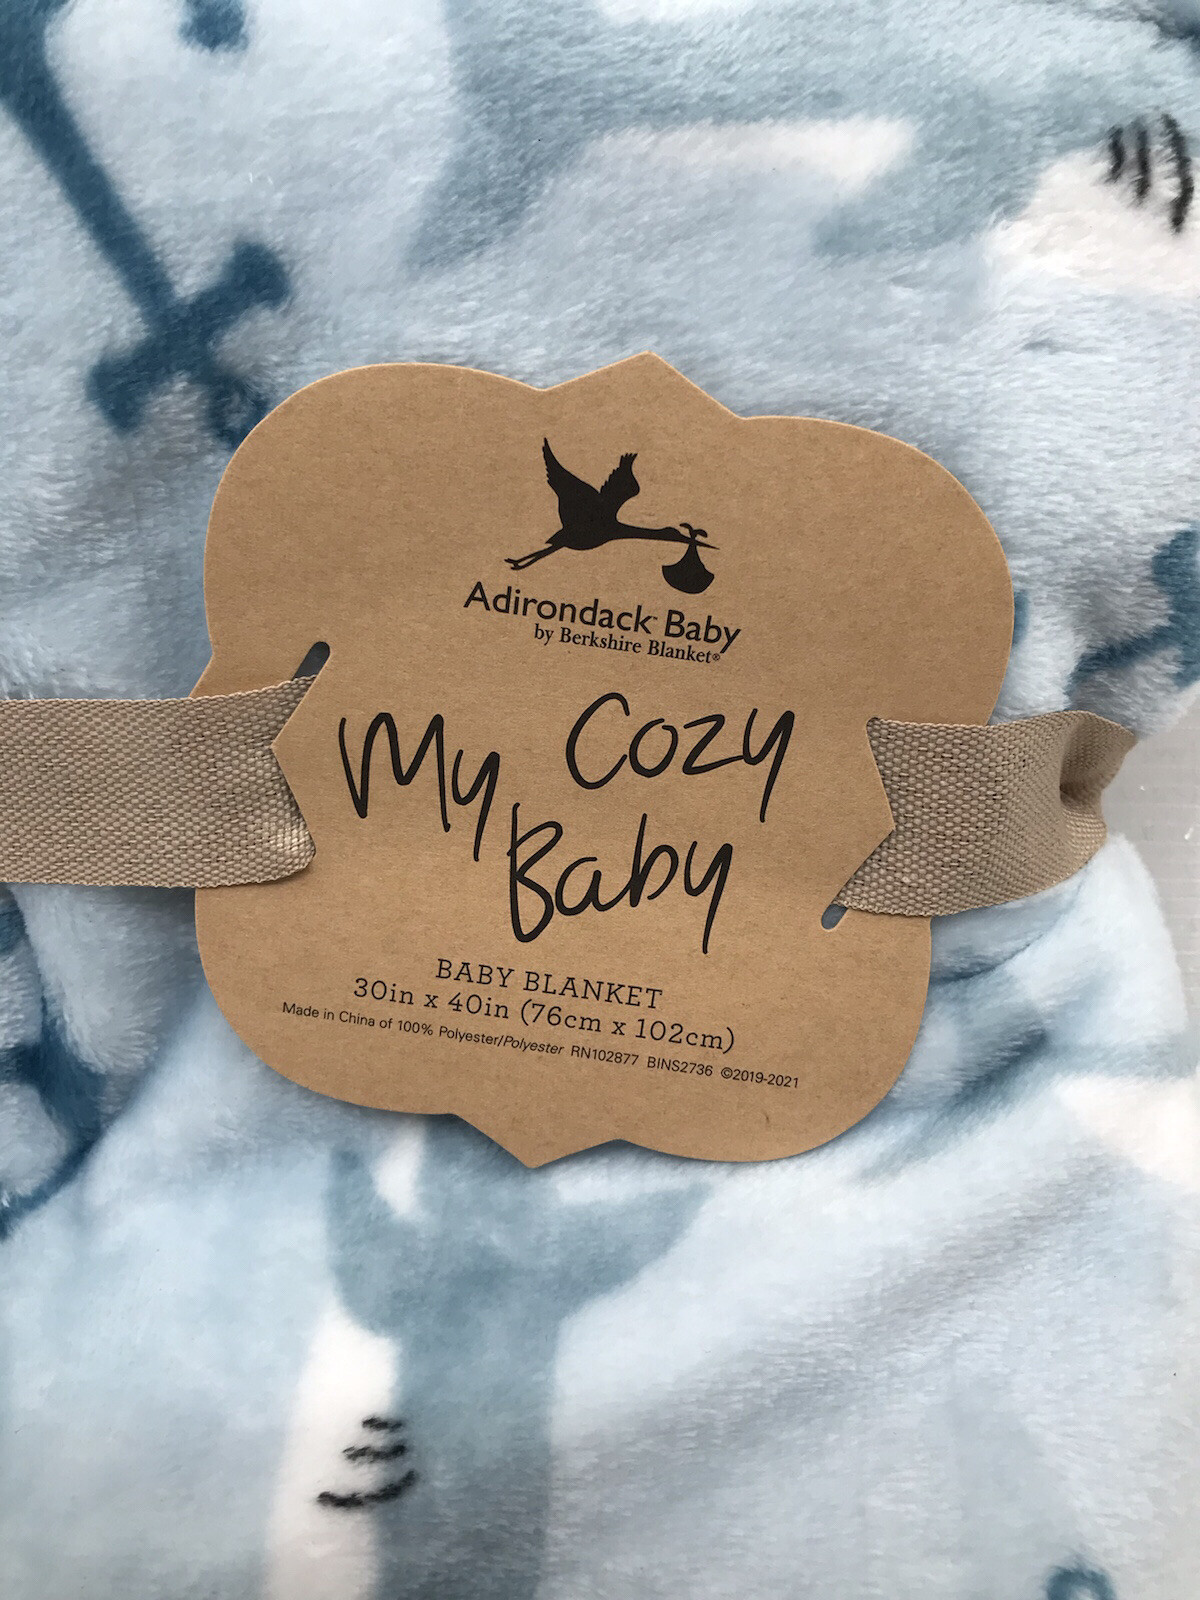 Adirondack™ Baby
by Berkshire Blanket®
My Cozy
Baby
BABY BLANKET
30in x 40in (76cm x 102cm)
Made in China of 100% Polyester/Polyester RN102877 BINS2736 ©2019-2021